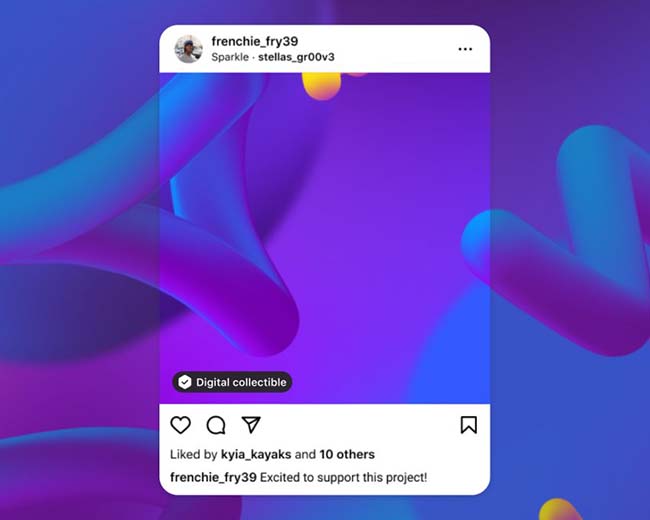 frenchie_fry39
Sparkle · stellas_gr00v3
Digital collectible
Liked by kyia_kayaks and 10 others
frenchie_fry39 Excited to support this project!